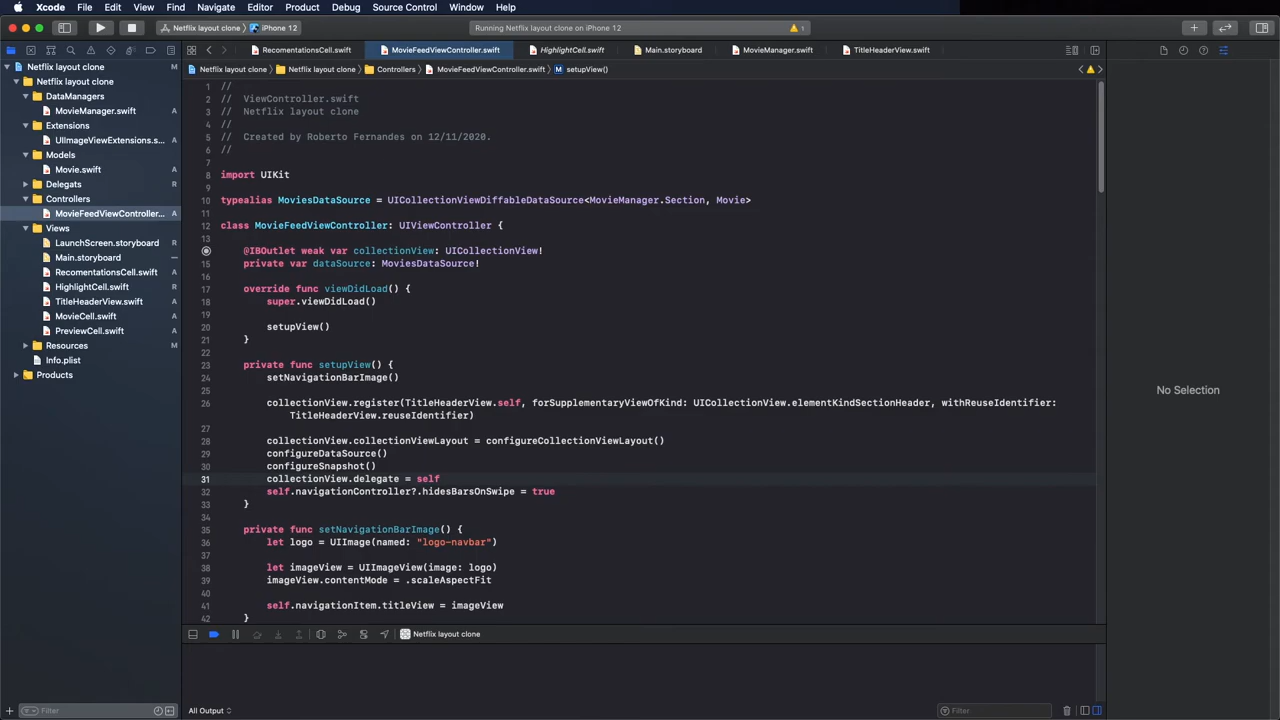 Xcode File Edit View Find Navigate Editor Product Debug Source Control Window Help
Netflix layout clone iPhone 12 Running Netflix layout clone on iPhone 12 1
RecomentationsCell.swift MovieFeedViewController.swift HighlightCell.swift Main.storyboard MovieManager.swift TitleHeaderView.swift
Netflix layout clone Netflix layout clone Controllers MovieFeedViewController.swift M setupView()
Netflix layout clone M
Netflix layout clone
DataManagers
MovieManager.swift A
Extensions
UIImageViewExtensions.s... A
Models
Movie.swift A
Delegats R
Controllers
MovieFeedViewController... A
Views
LaunchScreen.storyboard R
Main.storyboard
RecomentationsCell.swift A
HighlightCell.swift A
TitleHeaderView.swift A
MovieCell.swift A
PreviewCell.swift A
Resources M
Info.plist
Products
1 //
2 //  ViewController.swift
3 //  Netflix layout clone
4 //
5 //  Created by Roberto Fernandes on 12/11/2020.
6 //
7
8 import UIKit
9
10 typealias MoviesDataSource = UICollectionViewDiffableDataSource<MovieManager.Section, Movie>
11
12 class MovieFeedViewController: UIViewController {
13
@IBOutlet weak var collectionView: UICollectionView!
15 private var dataSource: MoviesDataSource!
16
17 override func viewDidLoad() {
18 super.viewDidLoad()
19
20 setupView()
21 }
22
23 private func setupView() {
24 setNavigationBarImage()
25
26 collectionView.register(TitleHeaderView.self, forSupplementaryViewOfKind: UICollectionView.elementKindSectionHeader, withReuseIdentifier:
TitleHeaderView.reuseIdentifier)
27
28 collectionView.collectionViewLayout = configureCollectionViewLayout()
29 configureDataSource()
30 configureSnapshot()
31 collectionView.delegate = self
32 self.navigationController?.hidesBarsOnSwipe = true
33 }
34
35 private func setNavigationBarImage() {
36 let logo = UIImage(named: "logo-navbar")
37
38 let imageView = UIImageView(image: logo)
39 imageView.contentMode = .scaleAspectFit
40
41 self.navigationItem.titleView = imageView
42 }
No Selection
Netflix layout clone
Filter
All Output
Filter